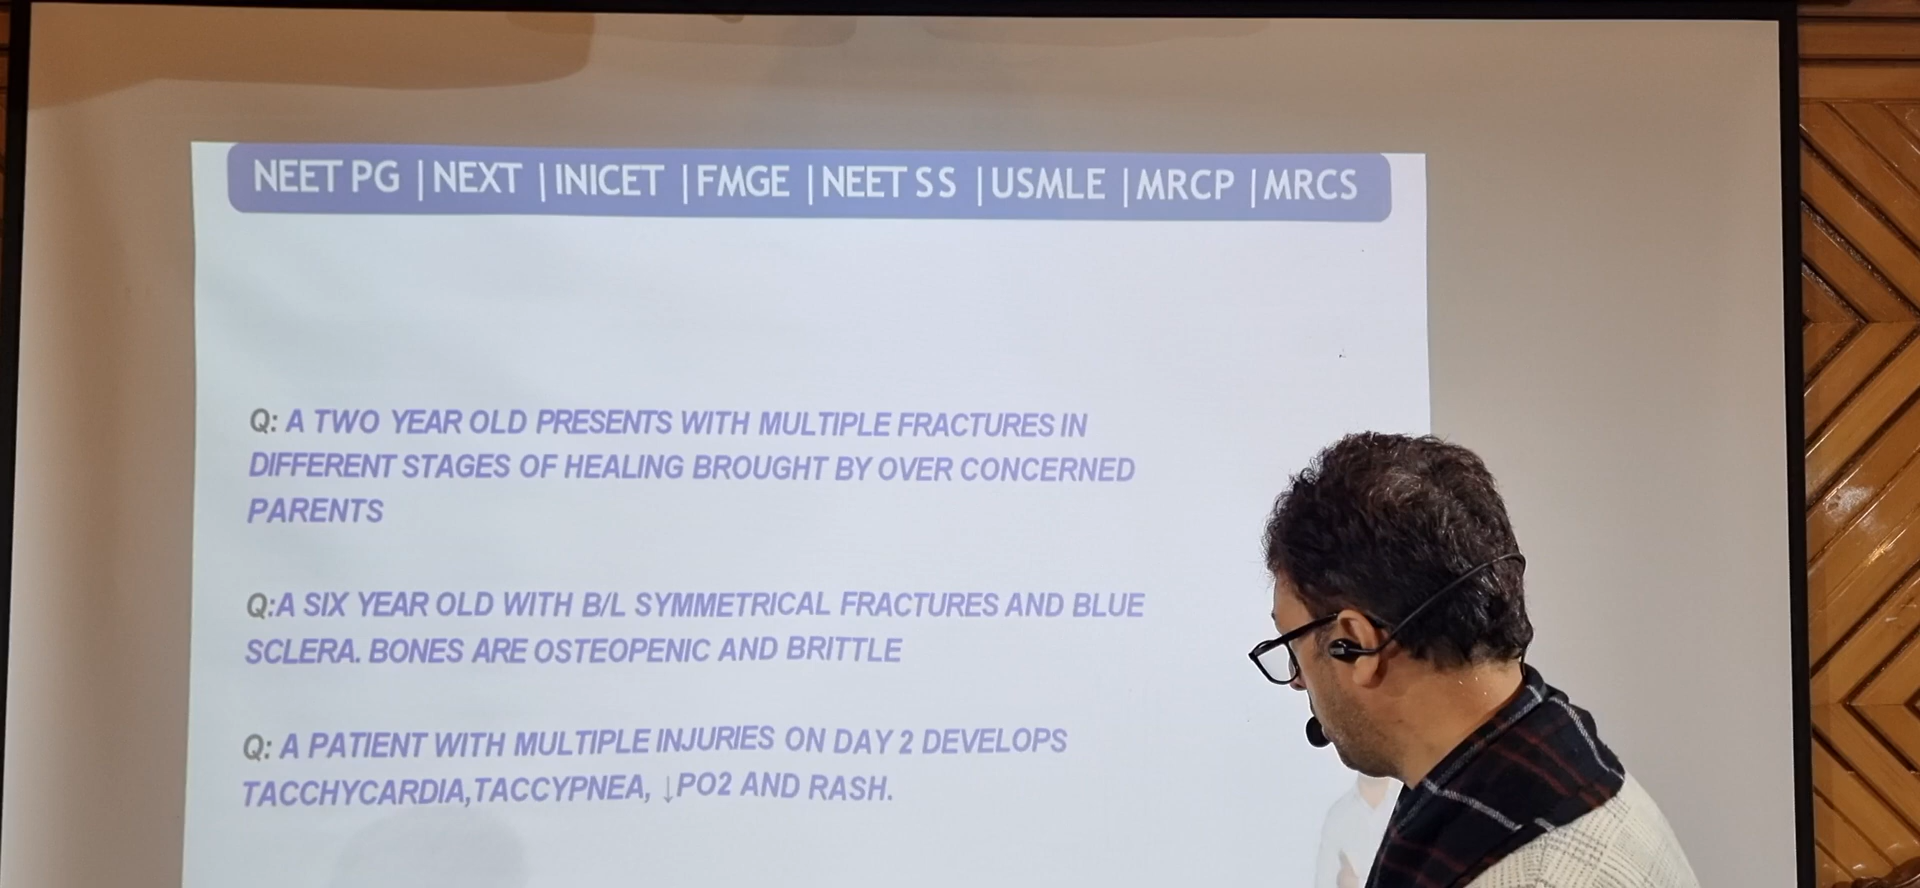 NEET PG | NEXT | INICET | FMGE | NEET SS | USMLE | MRCP | MRCS
Q: A TWO YEAR OLD PRESENTS WITH MULTIPLE FRACTURES IN
DIFFERENT STAGES OF HEALING BROUGHT BY OVER CONCERNED
PARENTS
Q:A SIX YEAR OLD WITH B/L SYMMETRICAL FRACTURES AND BLUE
SCLERA. BONES ARE OSTEOPENIC AND BRITTLE
Q: A PATIENT WITH MULTIPLE INJURIES ON DAY 2 DEVELOPS
TACCHYCARDIA,TACCYPNEA, ↓PO2 AND RASH.